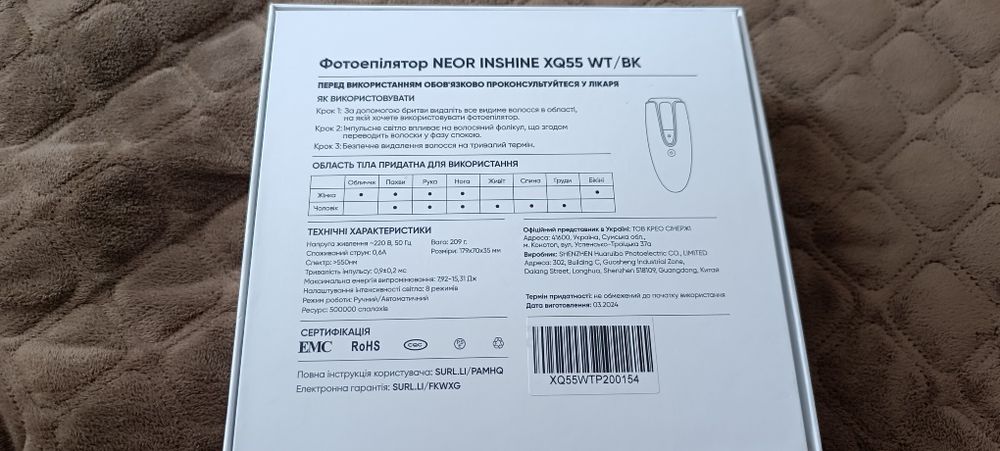 Фотоепілятор NEOR INSHINE XQ55 WT/BK
ПЕРЕД ВИКОРИСТАННЯМ ОБОВ'ЯЗКОВО ПРОКОНСУЛЬТУЙТЕСЯ У ЛІКАРЯ
ЯК ВИКОРИСТОВУВАТИ
Крок 1: За допомогою бритви видаліть все видиме волосся в області,
на якій хочете використовувати фотоепілятор.
Крок 2: Імпульсне світло впливає на волосяний фолікул, що згодом
переводить волоски у фазу спокою.
Крок 3: Безпечне видалення волосся на тривалий термін.
ОБЛАСТЬ ТІЛА ПРИДАТНА ДЛЯ ВИКОРИСТАННЯ
Обличчя Пахви Рука Нога Живіт Спина Груди Бікіні
Жінка • • • • •
Чоловік • • • • • •
ТЕХНІЧНІ ХАРАКТЕРИСТИКИ
Напруга живлення ~220 В, 50 Гц Вага: 209 г.
Споживаний струм: 0,6А Розміри: 179x70x35 мм
Спектр: >550нм
Тривалість імпульсу: 0,9±0,2 мс
Максимальна енергія випромінювання: 7,92-15,31 Дж
Налаштування інтенсивності світла: 8 режимів
Режим роботи: Ручний/Автоматичний
Ресурс: 500000 спалахів
СЕРТИФІКАЦІЯ
EMC RoHS CQC
Повна інструкція користувача: SURL.LI/PAMHQ
Електронна гарантія: SURL.LI/FKWXG
Офіційний представник в Україні: ТОВ КРЕО СІНЕРЖІ
Адреса: 41600, Україна, Сумська обл.,
м. Конотоп, вул. Успенсько-Троїцька 37а
Виробник: SHENZHEN Huaruibo Photoelectric CO., LIMITED
Адреса: 302, Building C, Guosheng Industrial Zone,
Dalang Street, Longhua, Shenzhen 518109, Guangdong, Китай
Термін придатності: не обмежений до початку використання
Дата виготовлення: 03.2024
XQ55WTP200154